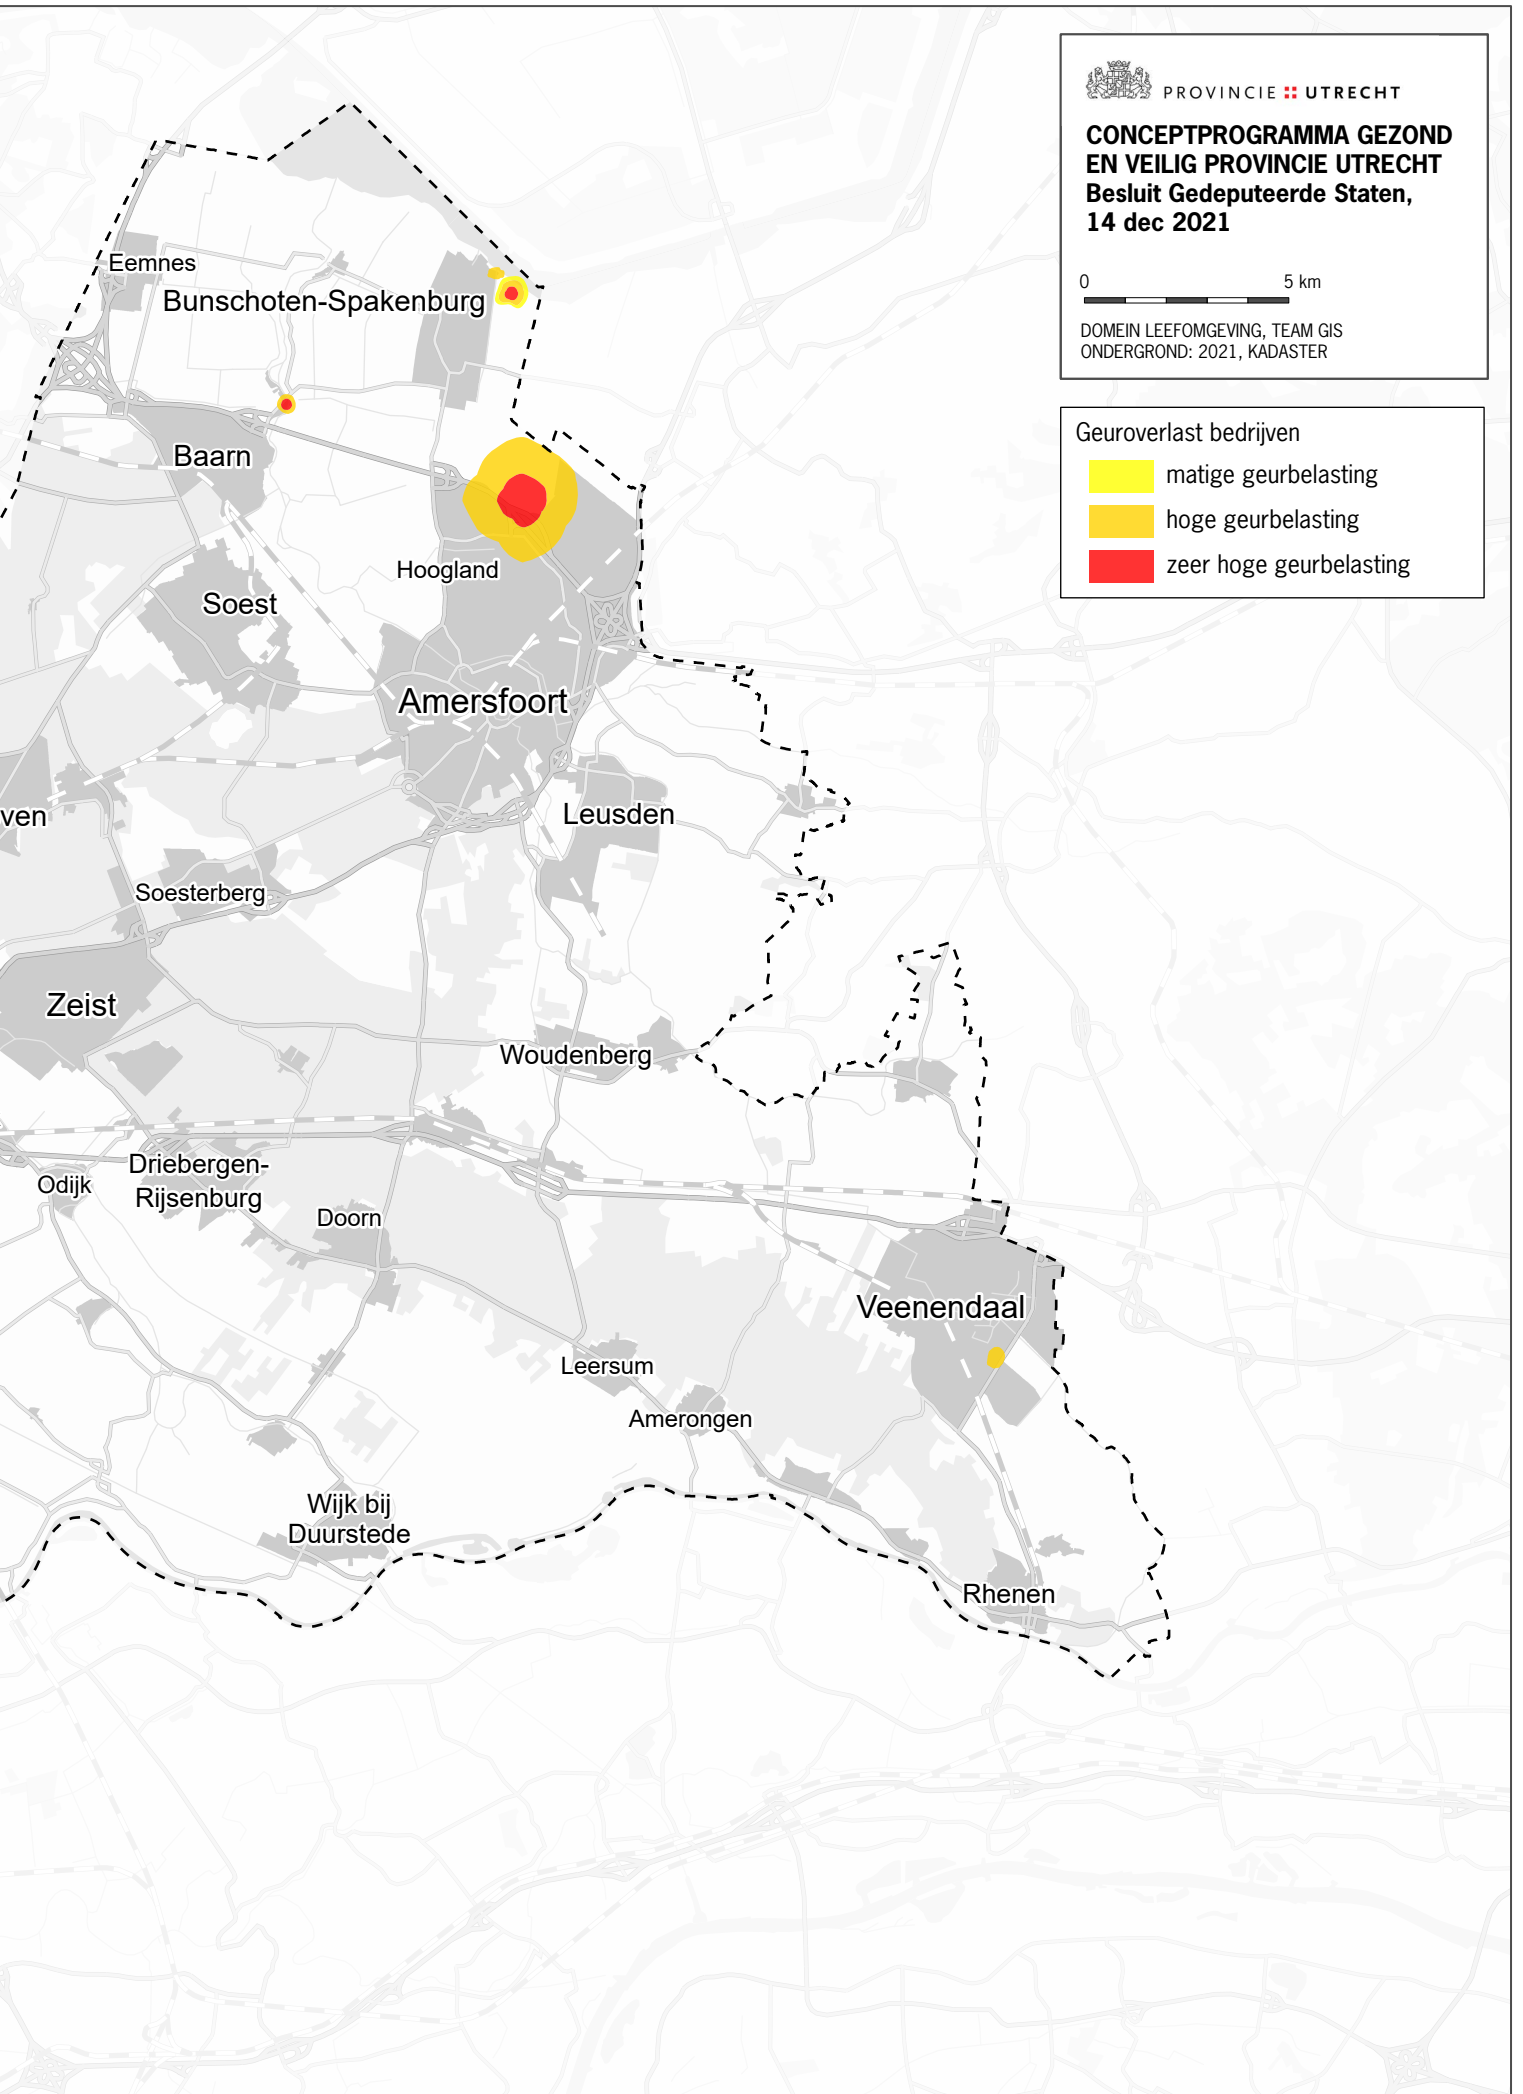 PROVINCIE UTRECHT
CONCEPTPROGRAMMA GEZOND
EN VEILIG PROVINCIE UTRECHT
Besluit Gedeputeerde Staten,
14 dec 2021
0 5 km
DOMEIN LEEFOMGEVING, TEAM GIS
ONDERGROND: 2021, KADASTER
Geuroverlast bedrijven
matige geurbelasting
hoge geurbelasting
zeer hoge geurbelasting
Eemnes
Bunschoten-Spakenburg
Baarn
Hoogland
Soest
Amersfoort
Leusden
ven
Soesterberg
Zeist
Woudenberg
Driebergen-
Rijsenburg
Odijk
Doorn
Veenendaal
Leersum
Amerongen
Wijk bij
Duurstede
Rhenen